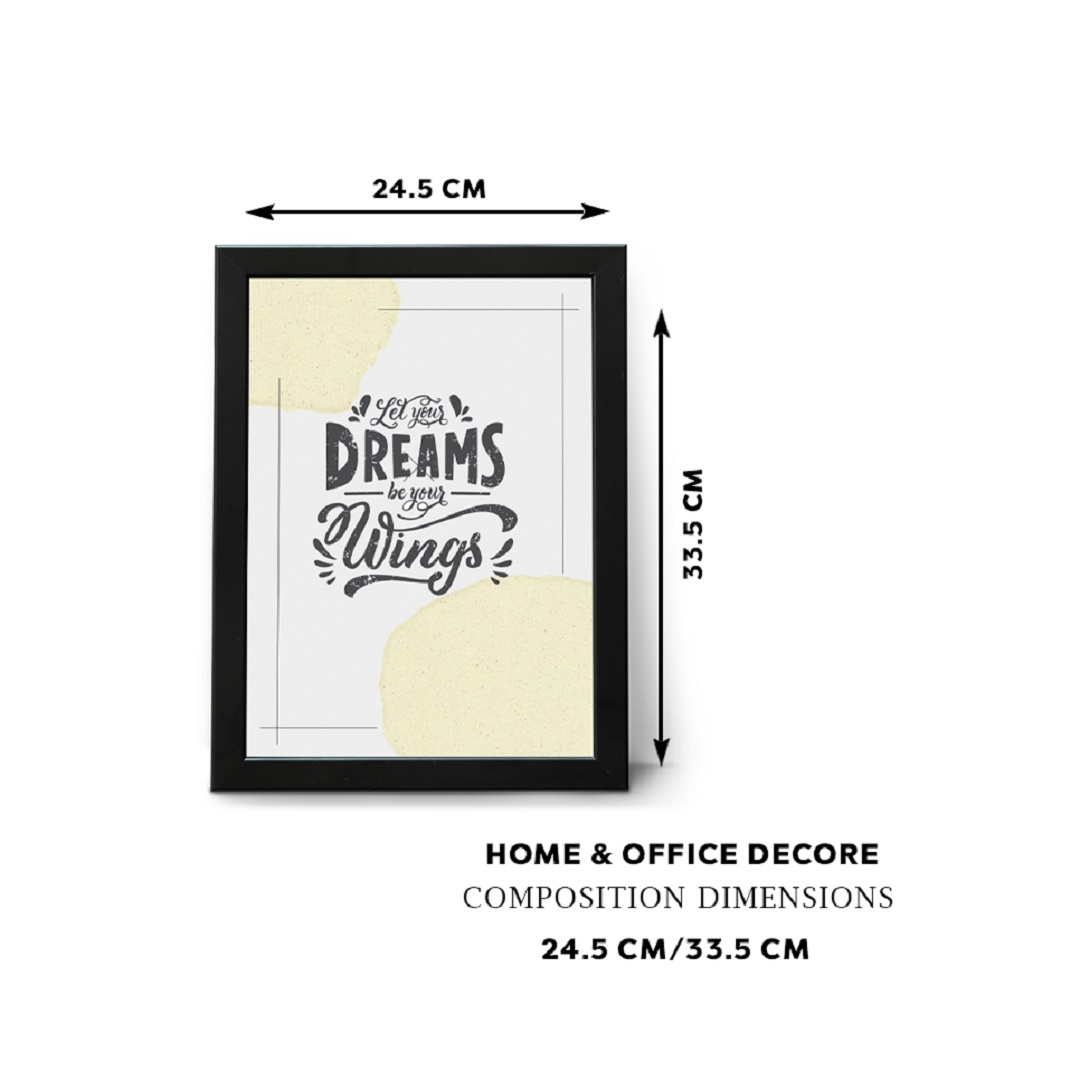 24.5 CM
Let your
DREAMS
be your
Wings
33.5 CM
HOME & OFFICE DECORE
COMPOSITION DIMENSIONS
24.5 CM/33.5 CM